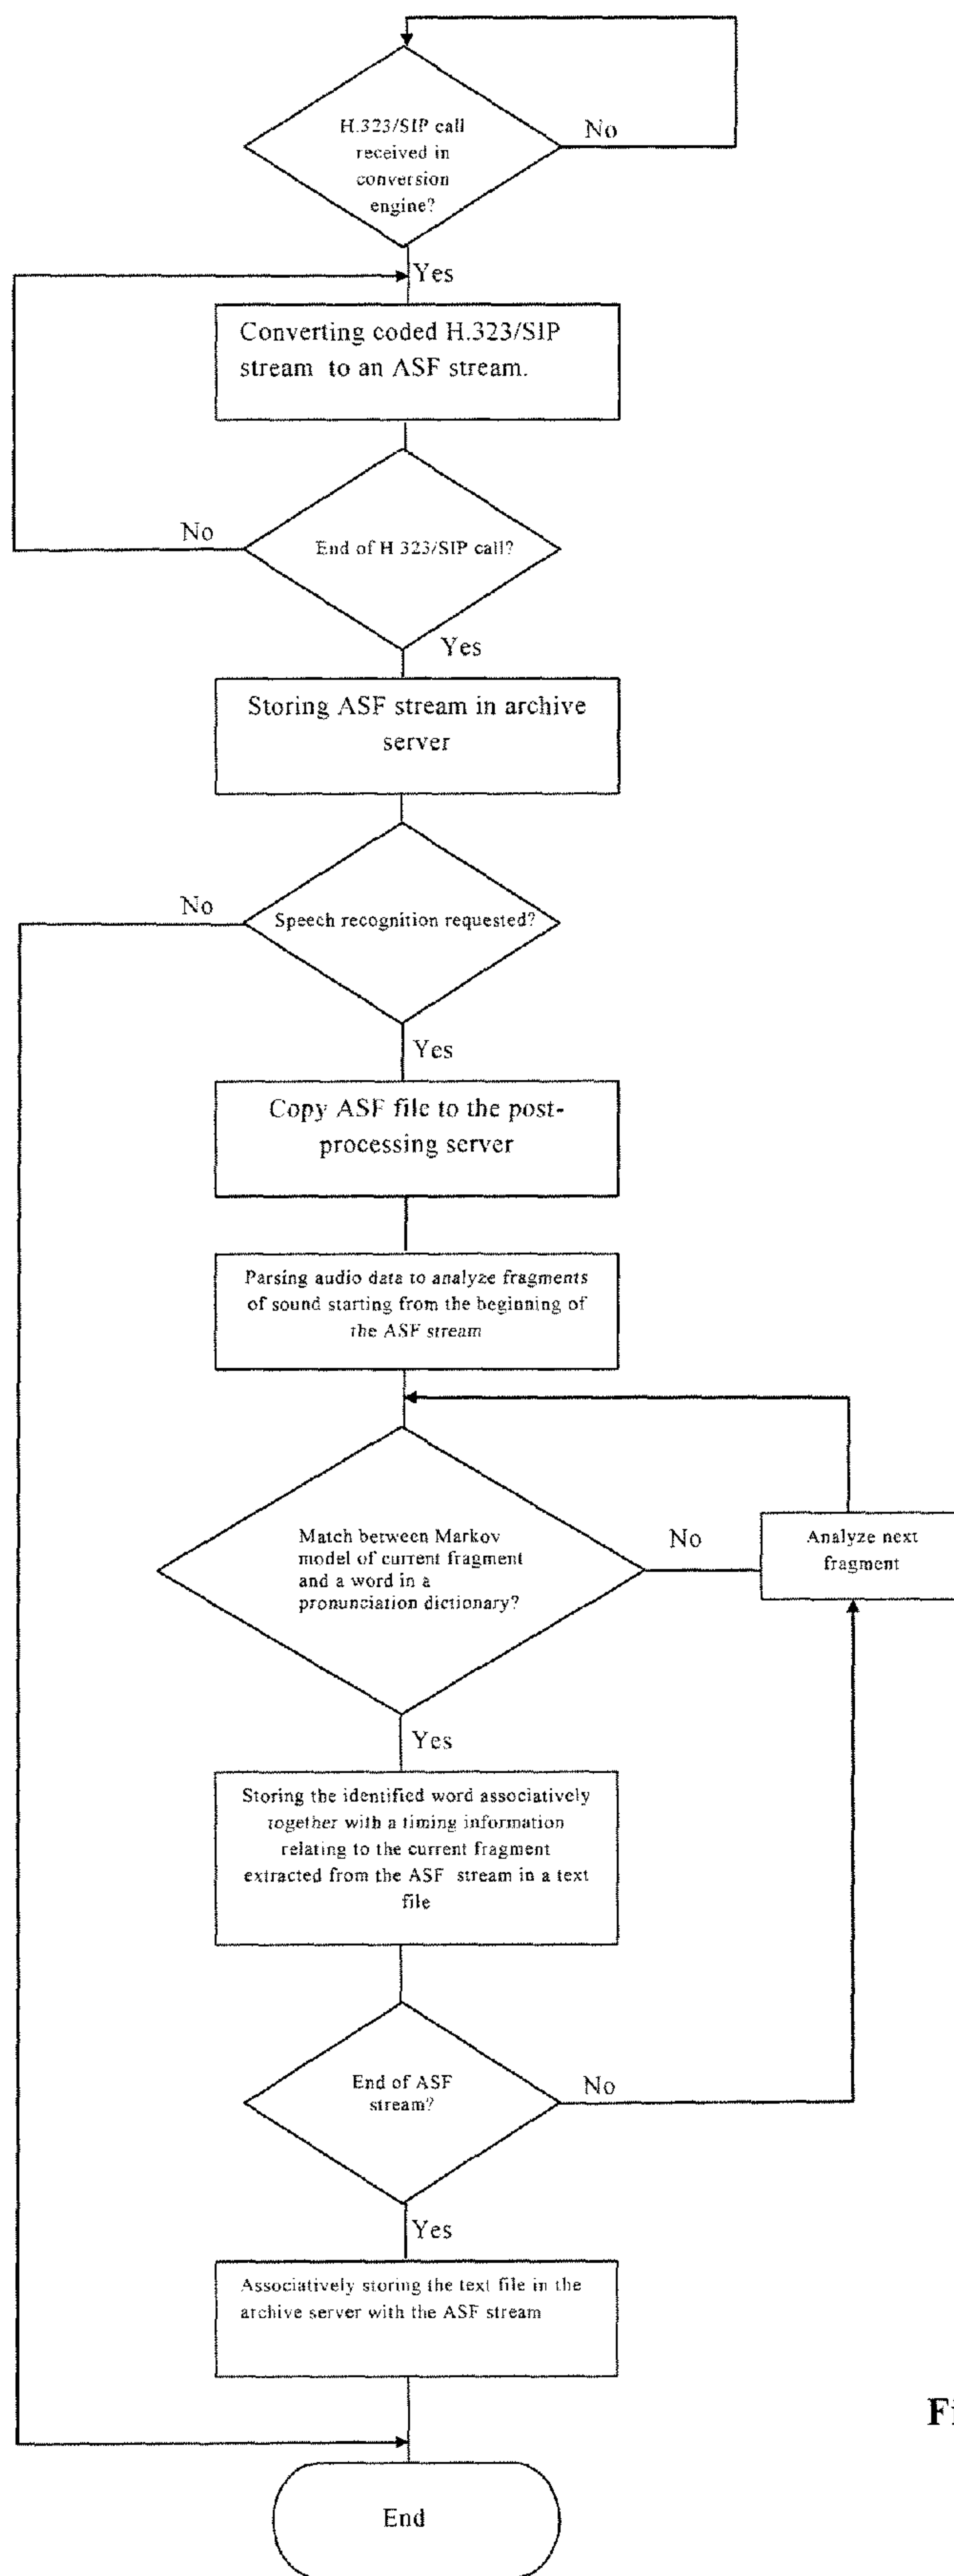 H.323/SIP call
received in
conversion
engine?
No
Yes
Converting coded H.323/SIP
stream to an ASF stream.
No
End of H 323/SIP call?
Yes
Storing ASF stream in archive
server
No
Speech recognition requested?
Yes
Copy ASF file to the post-
processing server
Parsing audio data to analyze fragments
of sound starting from the beginning of
the ASF stream
Match between Markov
model of current fragment
and a word in a
pronunciation dictionary?
No
Analyze next
fragment
Yes
Storing the identified word associatively
together with a timing information
relating to the current fragment
extracted from the ASF stream in a text
file
End of ASF
stream?
No
Yes
Associatively storing the text file in the
archive server with the ASF stream
Fi
End